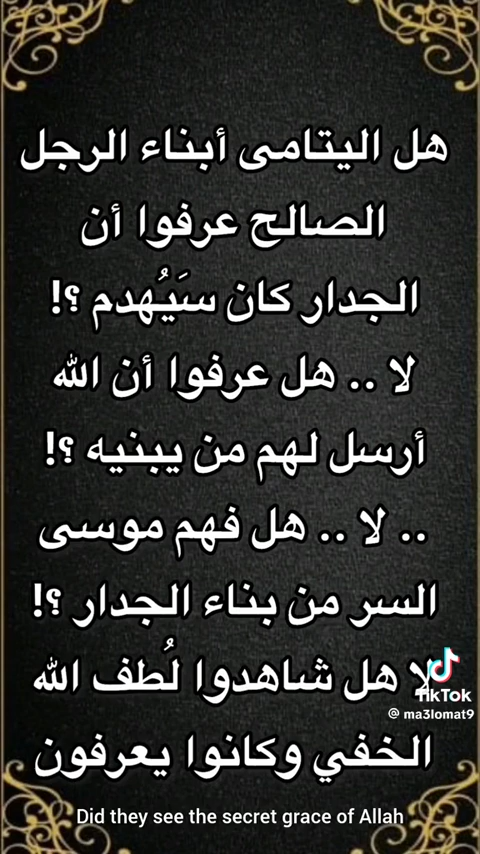 هل اليتامى أبناء الرجل
الصالح عرفوا أن
الجدار كان سَيُهدم ؟!
لا .. هل عرفوا أن الله
أرسل لهم من يبنيه ؟!
.. لا .. هل فهم موسى
السر من بناء الجدار ؟!
لا هل شاهدوا لُطف الله
TikTok
@ ma3lomat9
الخفي وكانوا يعرفون
Did they see the secret grace of Allah